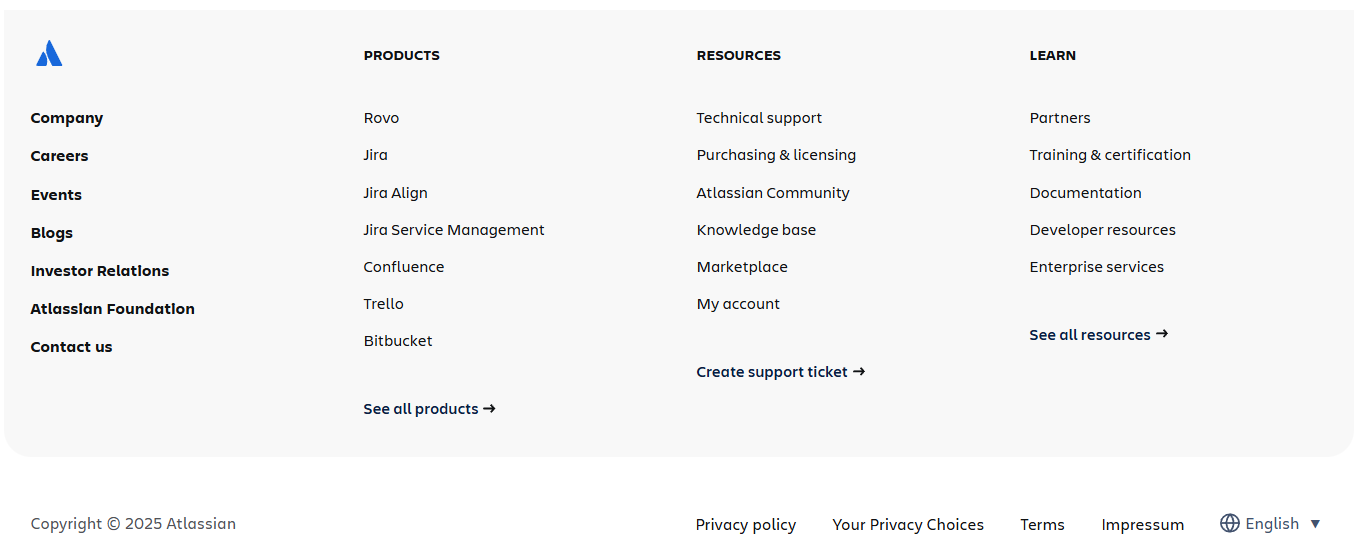 Company
Careers
Events
Blogs
Investor Relations
Atlassian Foundation
Contact us
PRODUCTS
Rovo
Jira
Jira Align
Jira Service Management
Confluence
Trello
Bitbucket
See all products →
RESOURCES
Technical support
Purchasing & licensing
Atlassian Community
Knowledge base
Marketplace
My account
Create support ticket →
LEARN
Partners
Training & certification
Documentation
Developer resources
Enterprise services
See all resources →
Copyright © 2025 Atlassian
Privacy policy
Your Privacy Choices
Terms
Impressum
English ▼